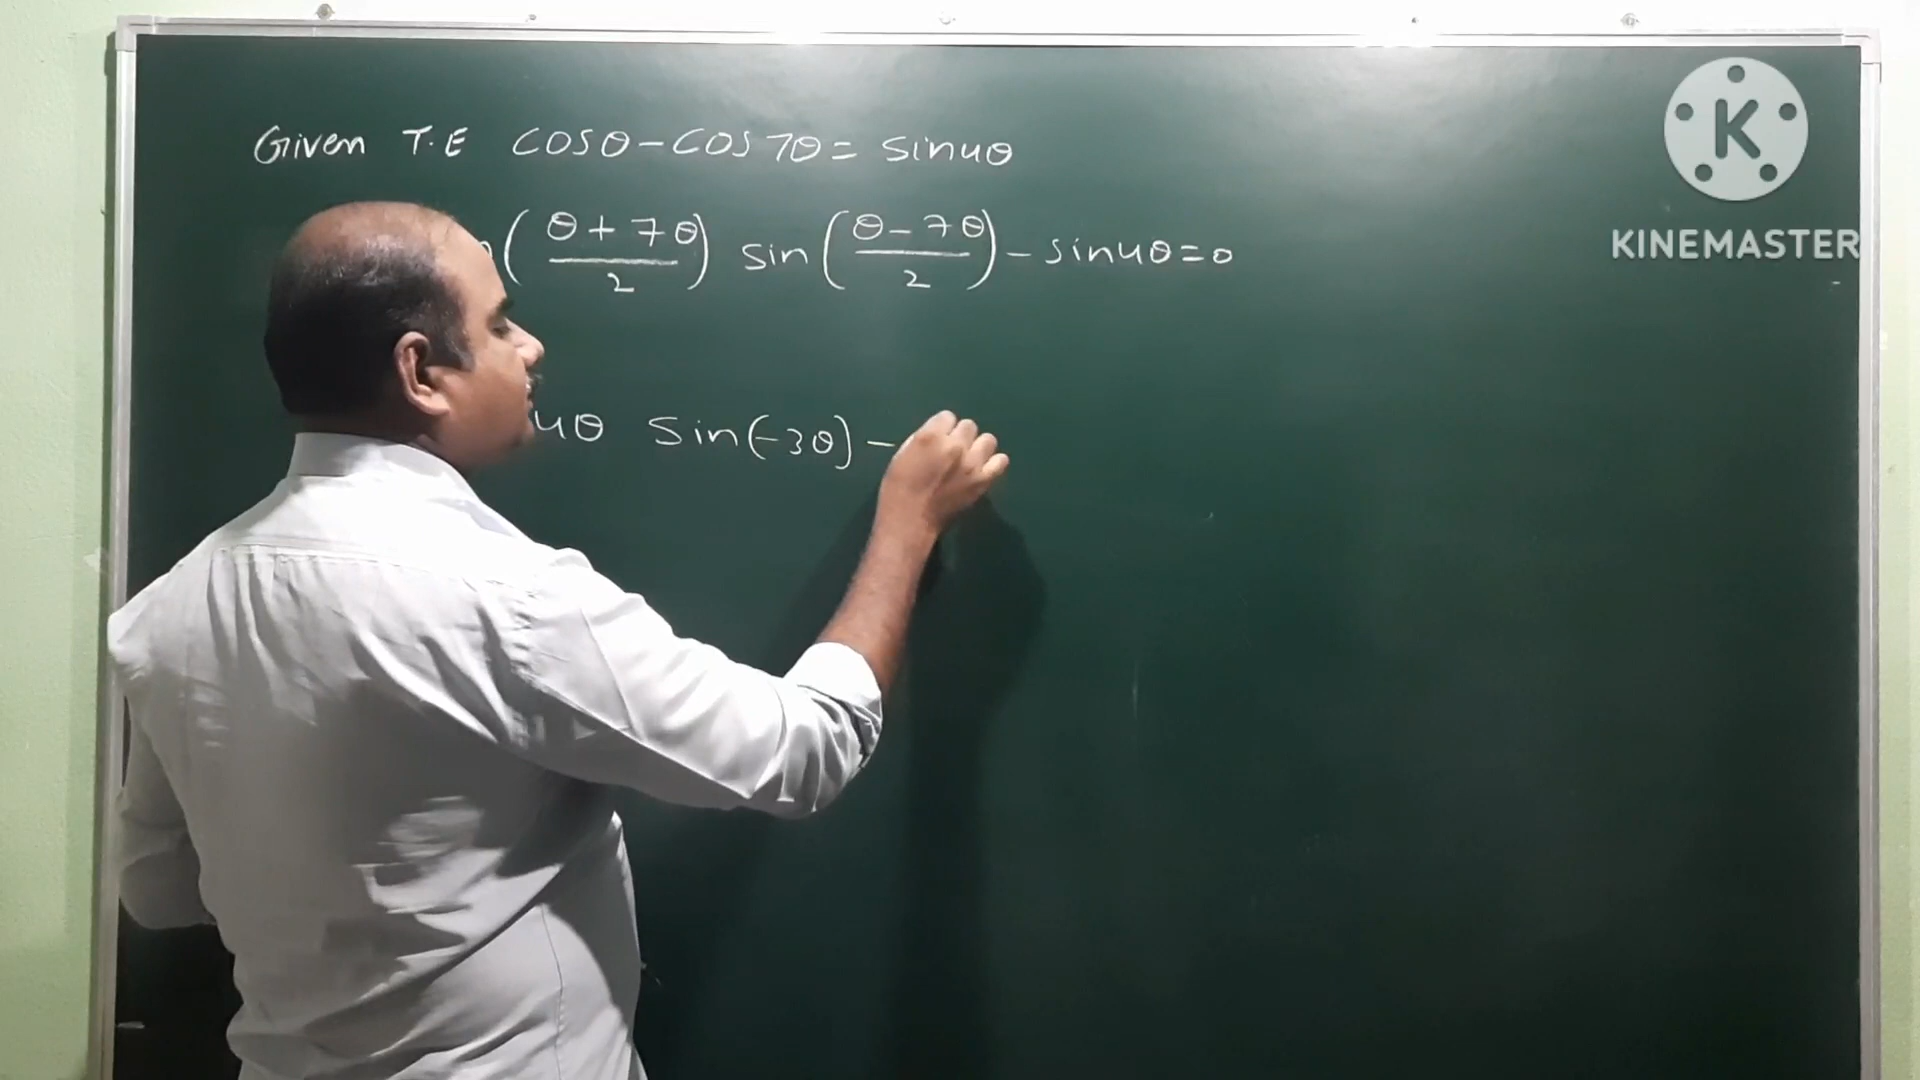 Given T.E COSθ-COS7θ= sin4θ
(θ+7θ/2) sin(θ-7θ/2)-sin4θ=0
4θ Sin(-3θ)-
K
KINEMASTER